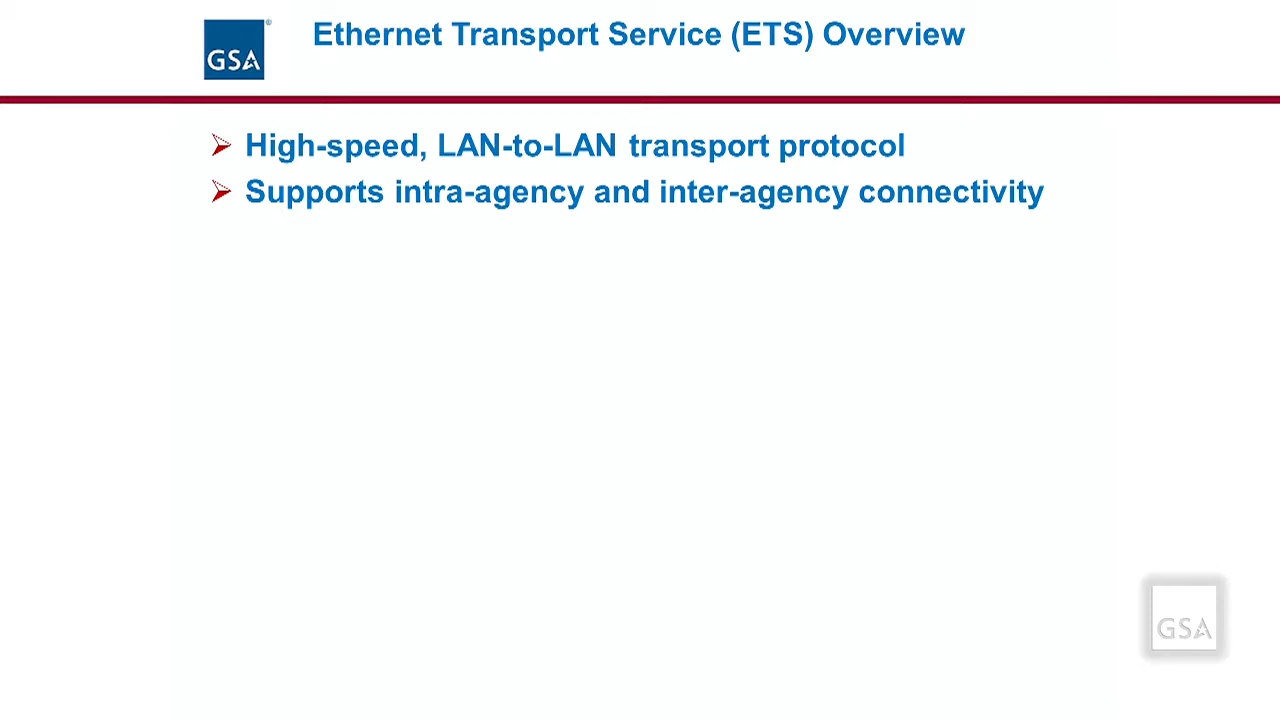 GSA®
Ethernet Transport Service (ETS) Overview
High-speed, LAN-to-LAN transport protocol
Supports intra-agency and inter-agency connectivity
GSA